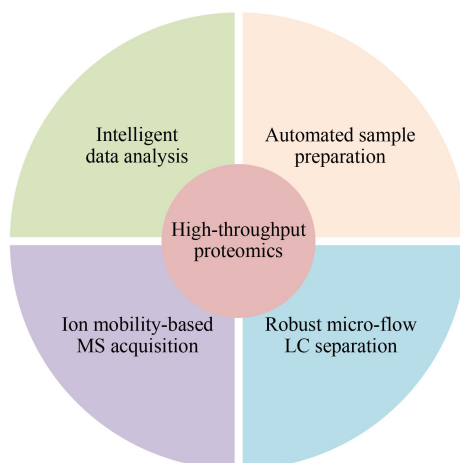 Intelligent
data analysis
Automated sample
preparation
High-throughput
proteomics
Ion mobility-based
MS acquisition
Robust micro-flow
LC separation